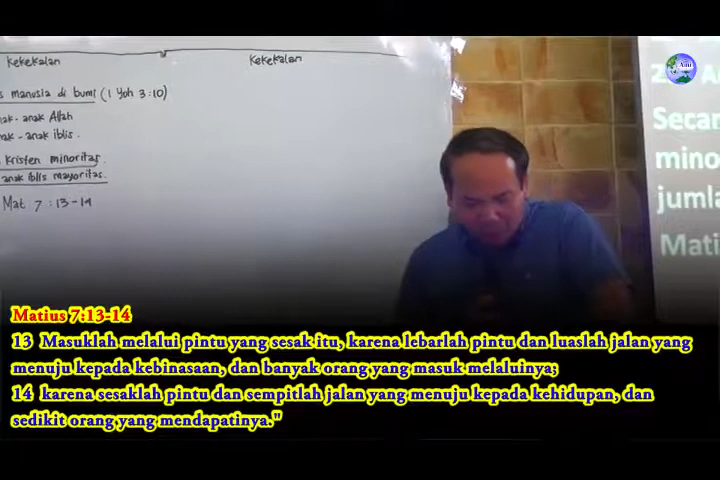 Kekekalan
Kekekalan
manusia di bumi (1 Yoh 3:10)
anak Allah
anak iblis.
Kristen minoritas.
anak iblis mayoritas.
Mat 7:13-14
Secar
mino
jumla
Mati
Matius 7:13-14
13 Masuklah melalui pintu yang sesak itu, karena lebarlah pintu dan luaslah jalan yang
menuju kepada kebinasaan, dan banyak orang yang masuk melaluinya;
14 karena sesaklah pintu dan sempitlah jalan yang menuju kepada kehidupan, dan
sedikit orang yang mendapatinya."